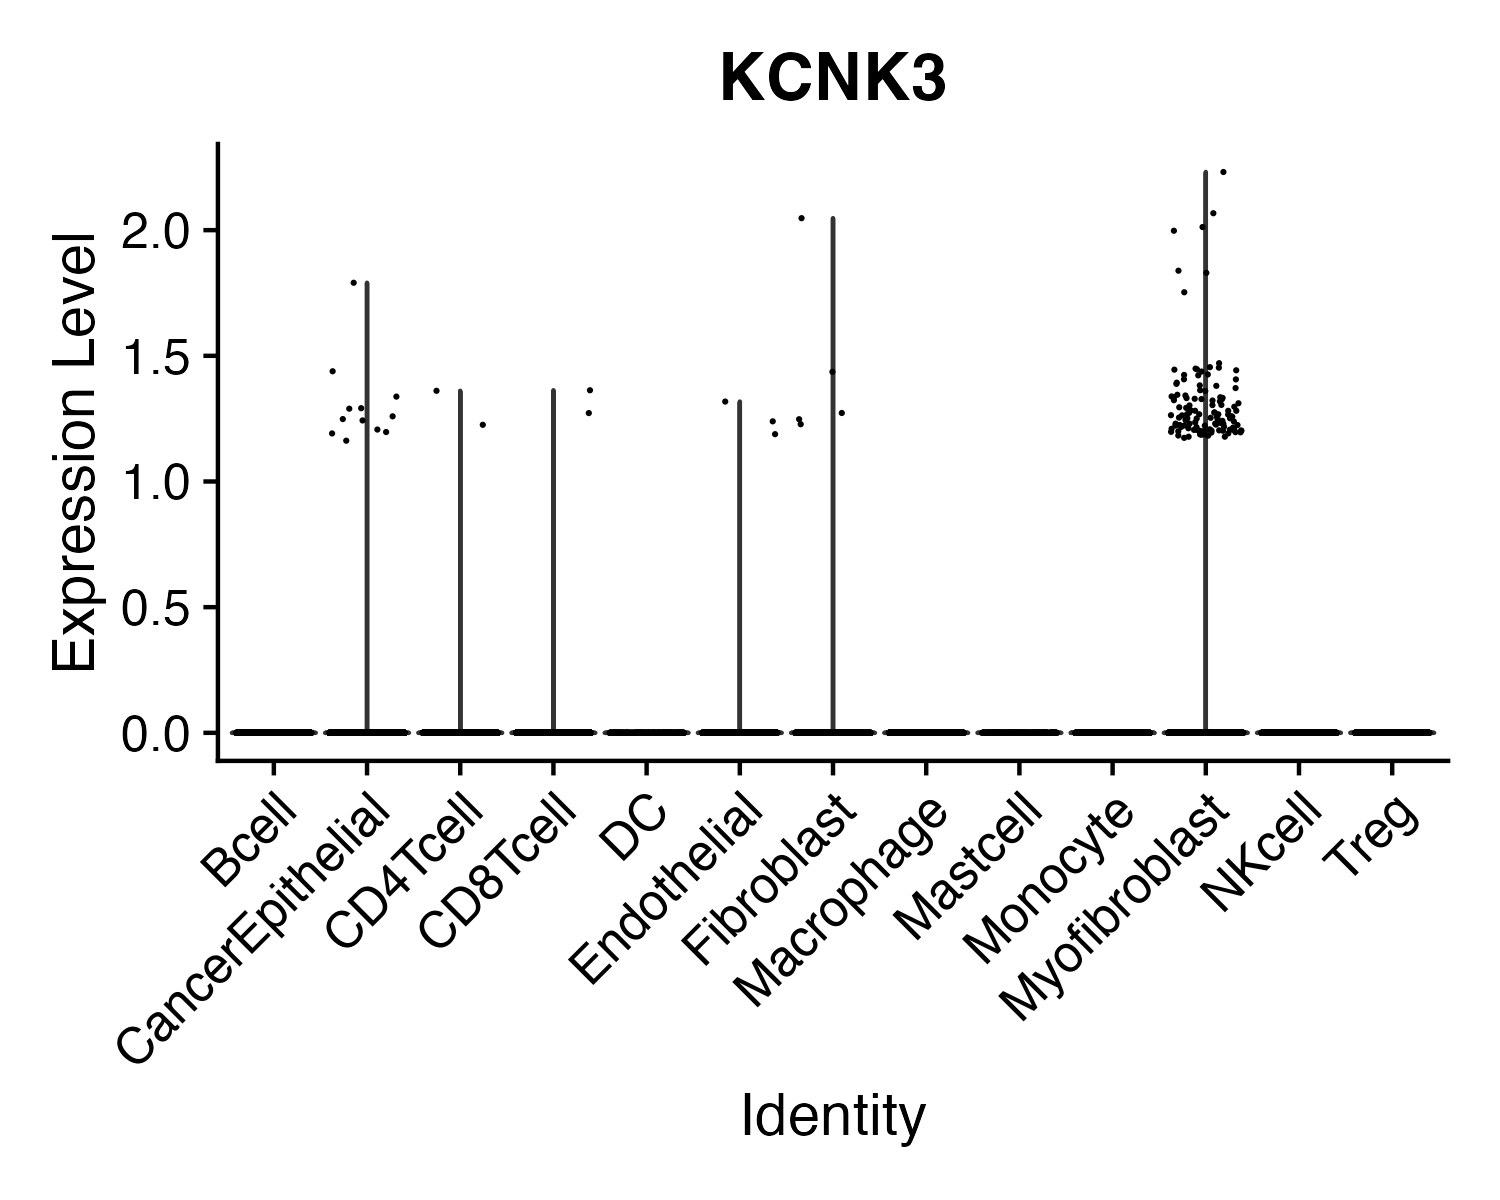 KCNK3
Expression Level
2.0
1.5
1.0
0.5
0.0
Bcell
CancerEpithelial
CD4Tcell
CD8Tcell
DC
Endothelial
Fibroblast
Macrophage
Mastcell
Monocyte
Myofibroblast
NKcell
Treg
Identity